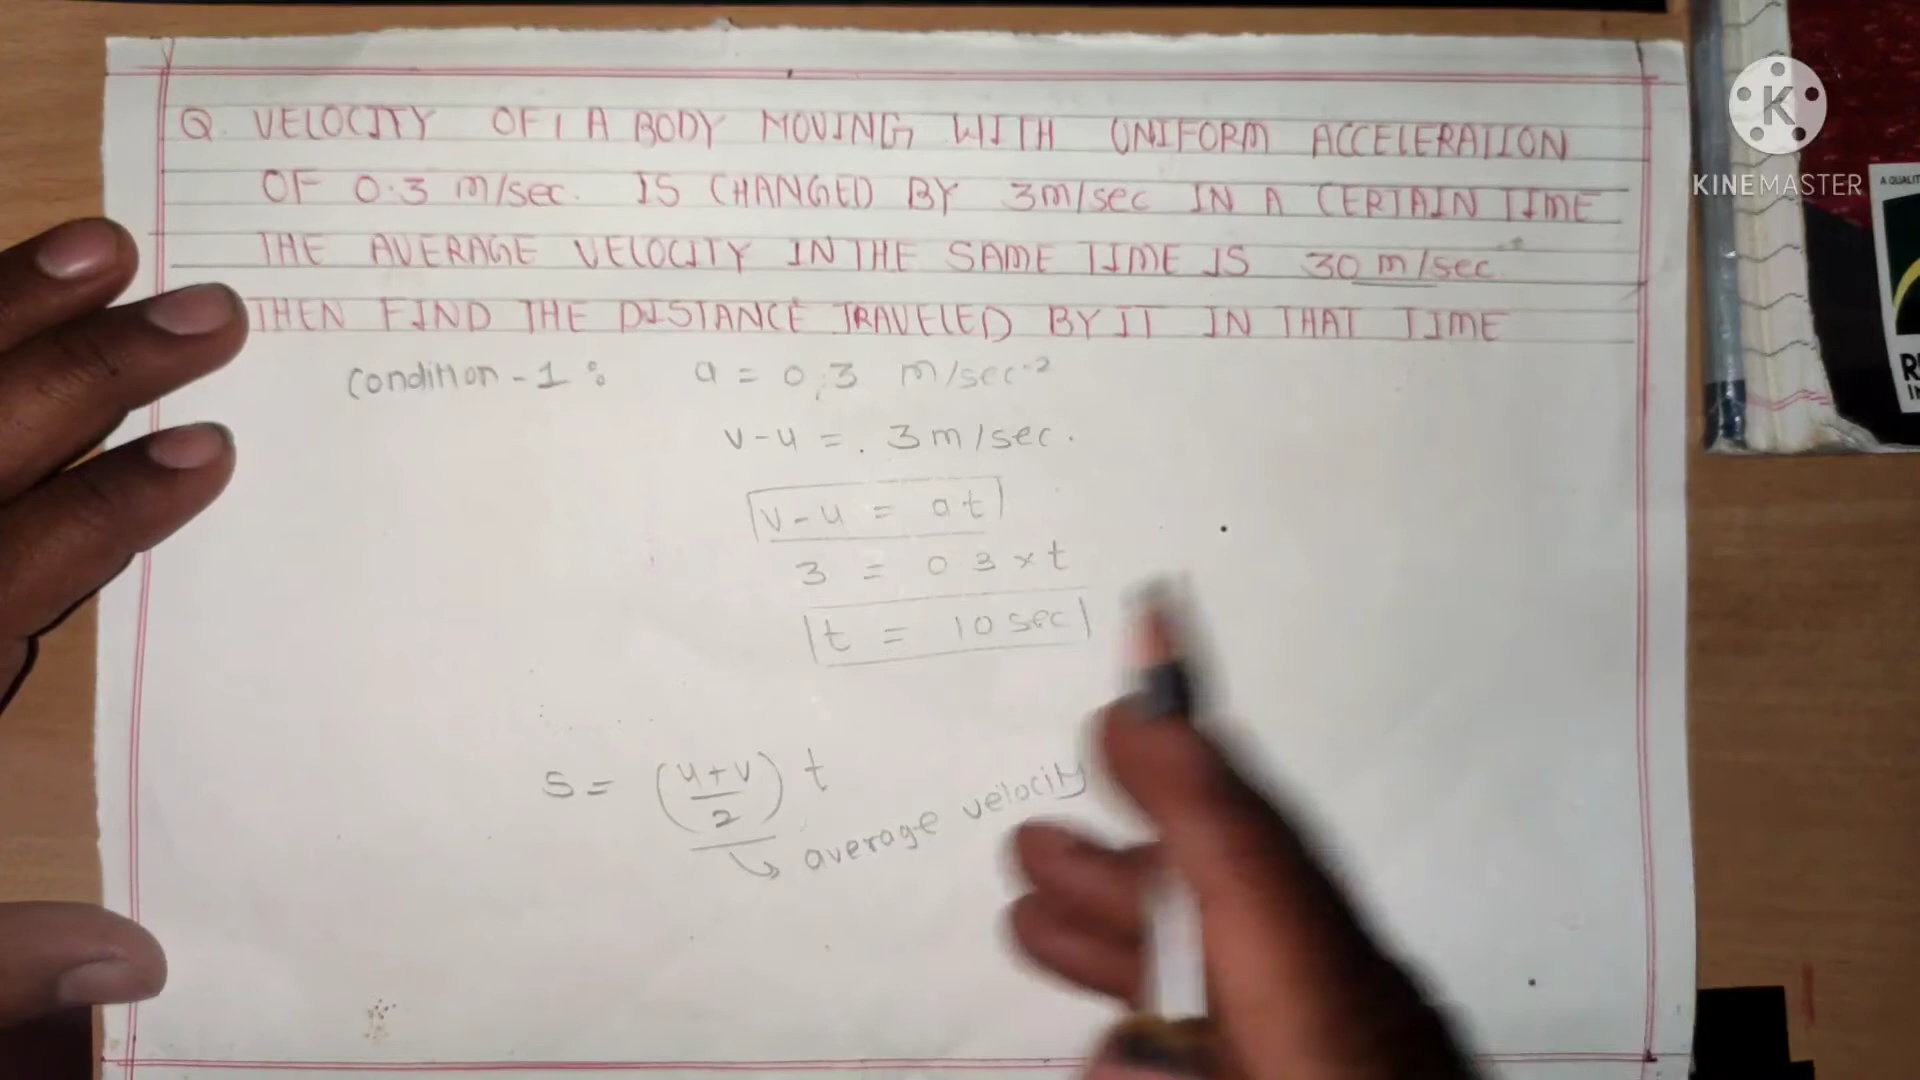 Q. VELOCITY OF A BODY MOVING WITH UNIFORM ACCELERATION
OF 0.3 m/sec. IS CHANGED BY 3m/sec IN A CERTAIN TIME
THE AVERAGE VELOCITY IN THE SAME TIME IS 30 m/sec
THEN FIND THE DISTANCE TRAVELED BY IT IN THAT TIME
condition - 1 : a = 0.3 m/sec-2
v-u = . 3m/sec.
v-u = at
3 = 0.3 x t
t = 10 sec
S = (u+v/2) t
average velocity
K
KINEMASTER
A QUALIT